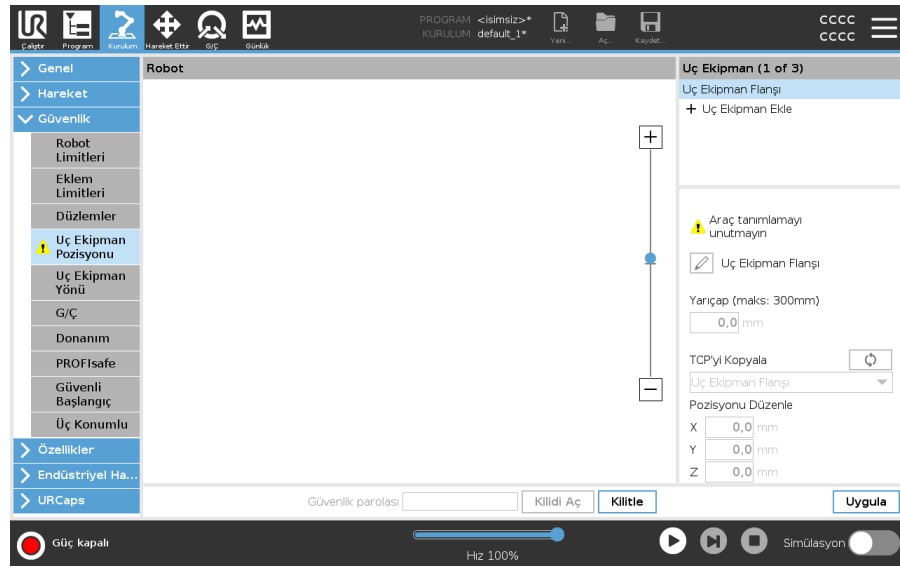 PROGRAM <isimsiz>*
KURULUM default_1*
Çalıştır Program Kurulum Hareket Ettir G/Ç Günlük
Yeni... Aç... Kaydet...
cccc
cccc
Genel
Hareket
Güvenlik
Robot
Limitleri
Eklem
Limitleri
Düzlemler
Uç Ekipman
Pozisyonu
Uç Ekipman
Yönü
G/Ç
Donanım
PROFIsafe
Güvenli
Başlangıç
Üç Konumlu
Özellikler
Endüstriyel Ha...
URCaps
Robot
Uç Ekipman (1 of 3)
Uç Ekipman Flanşı
+ Uç Ekipman Ekle
Araç tanımlamayı
unutmayın
Uç Ekipman Flanşı
Yarıçap (maks: 300mm)
0,0 mm
TCP'yi Kopyala
Uç Ekipman Flanşı
Pozisyonu Düzenle
X 0,0 mm
Y 0,0 mm
Z 0,0 mm
Güvenlik parolası Kilidi Aç Kilitle Uygula
Güç kapalı
Hız 100%
Simülasyon